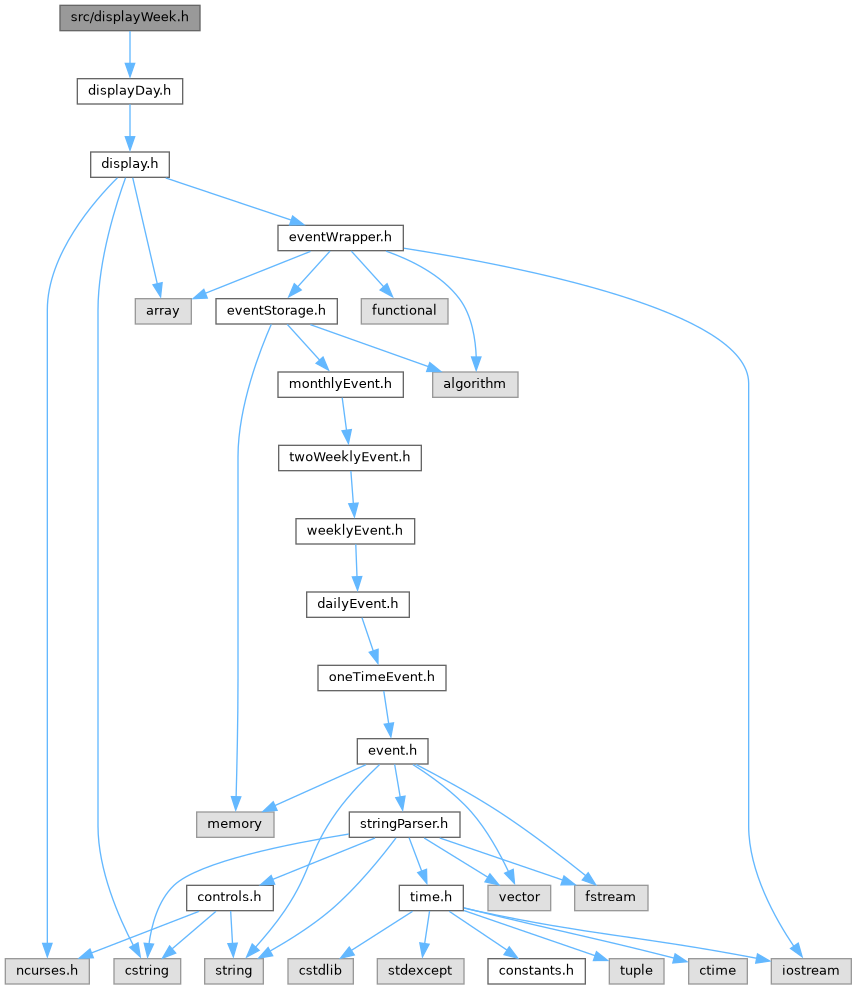 src/displayWeek.h
displayDay.h
display.h
eventWrapper.h
array
eventStorage.h
functional
monthlyEvent.h
algorithm
twoWeeklyEvent.h
weeklyEvent.h
dailyEvent.h
oneTimeEvent.h
event.h
memory
stringParser.h
controls.h
time.h
vector
fstream
ncurses.h
cstring
string
cstdlib
stdexcept
constants.h
tuple
ctime
iostream